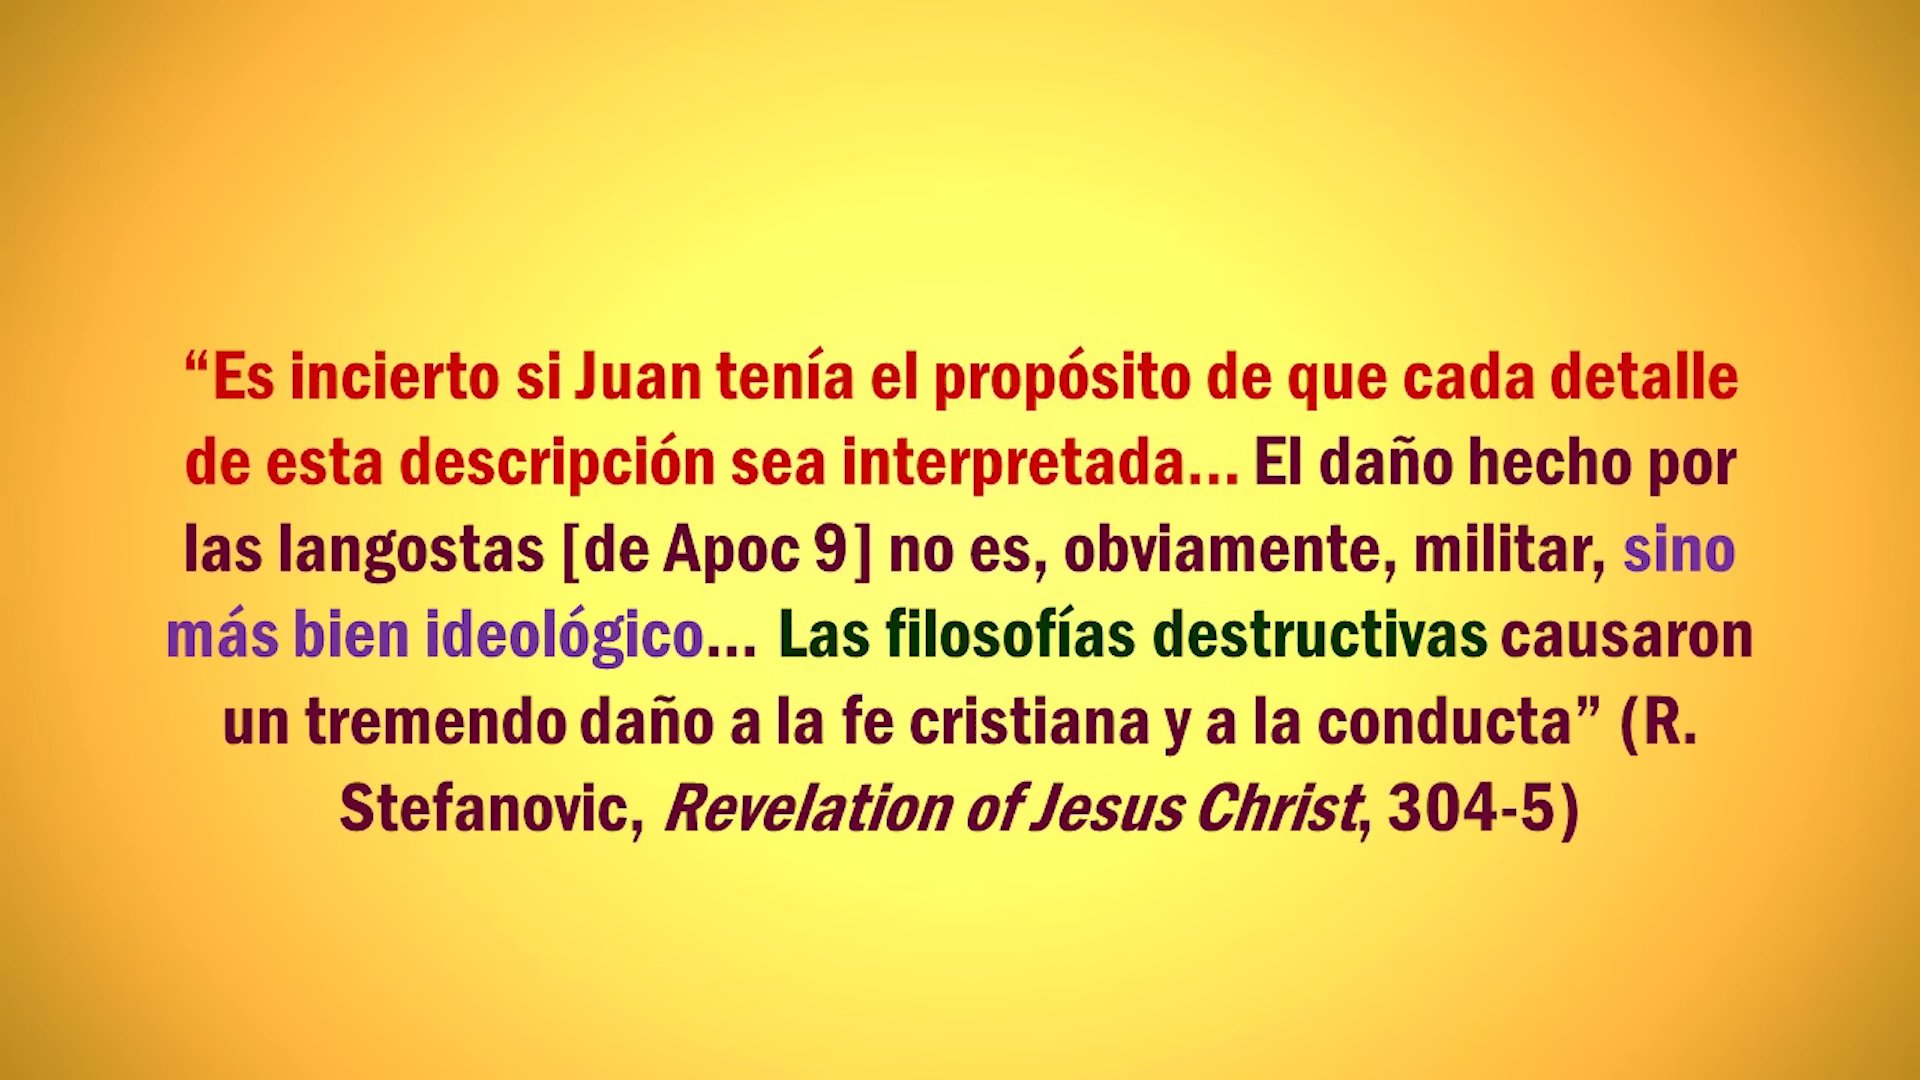 “Es incierto si Juan tenía el propósito de que cada detalle
de esta descripción sea interpretada... El daño hecho por
las langostas [de Apoc 9] no es, obviamente, militar, sino
más bien ideológico... Las filosofías destructivas causaron
un tremendo daño a la fe cristiana y a la conducta” (R.
Stefanovic, Revelation of Jesus Christ, 304-5)